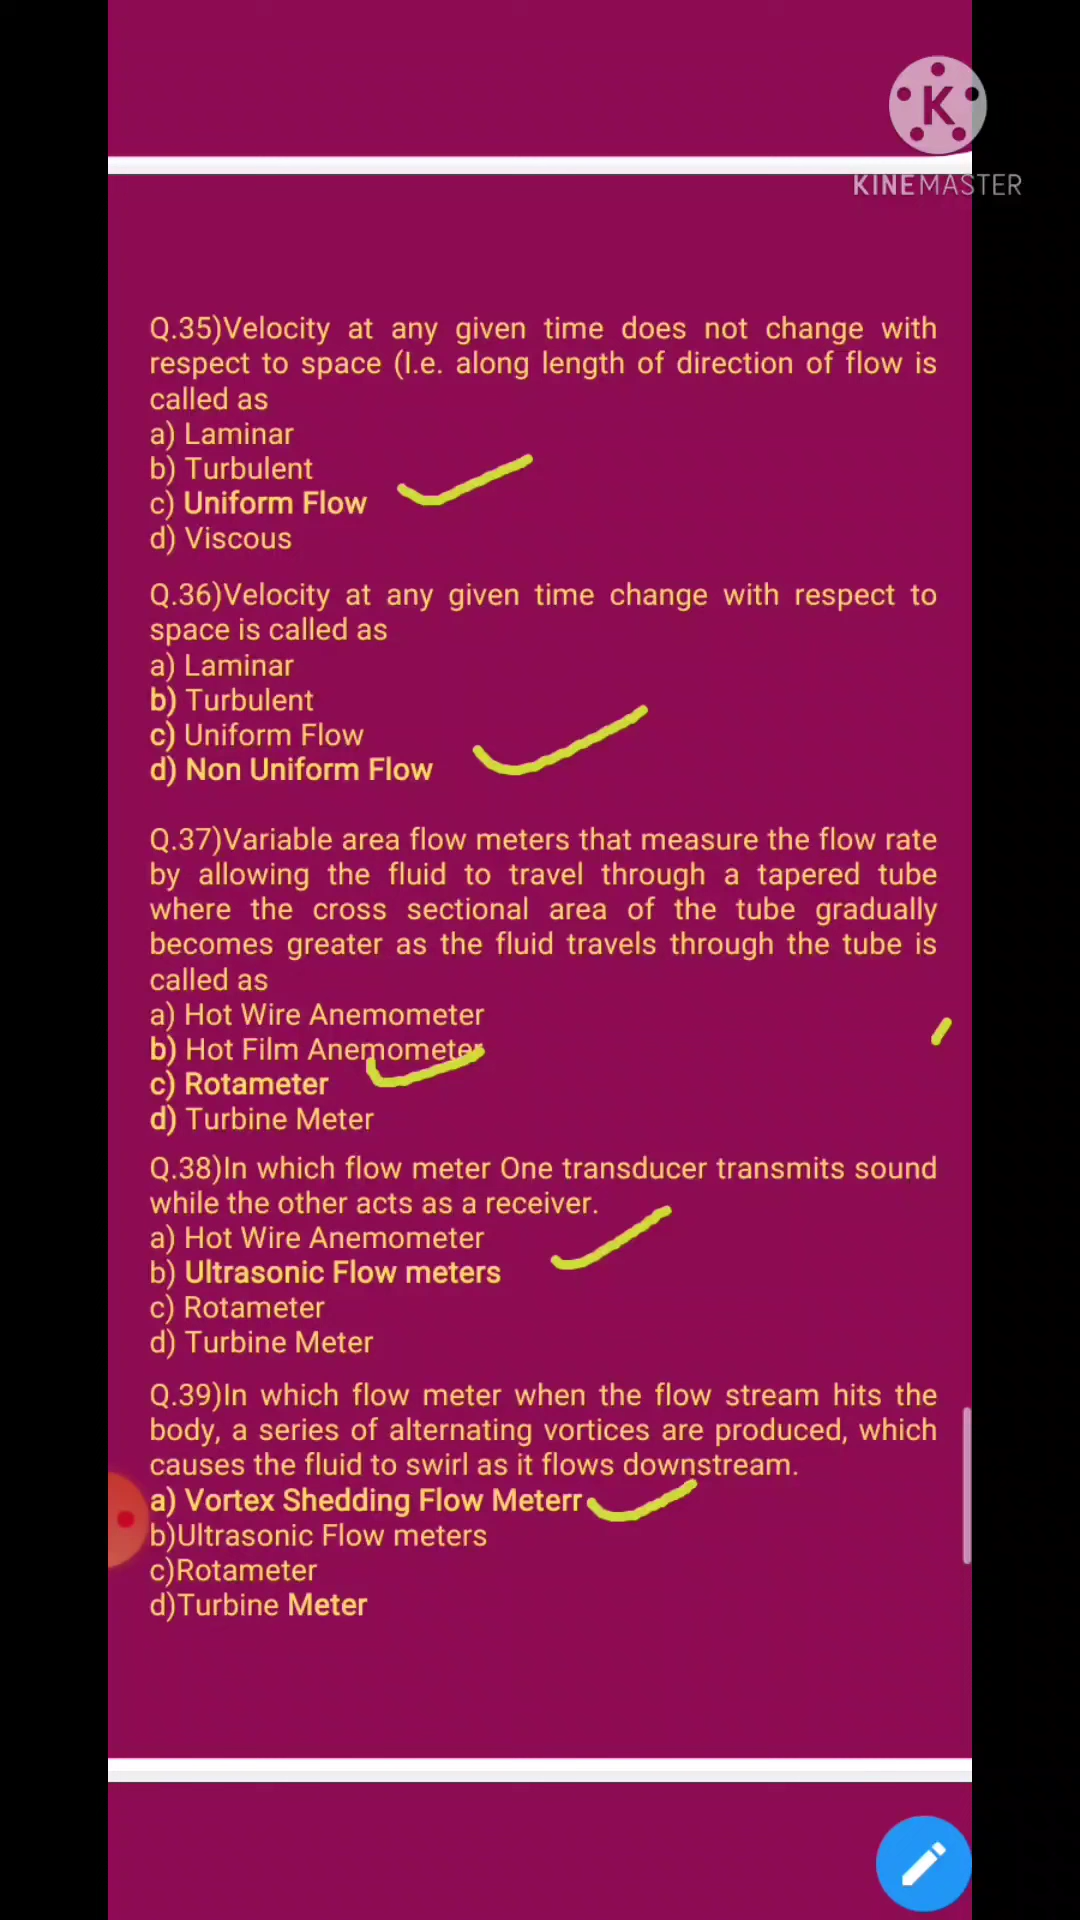 K
KINEMASTER
Q.35)Velocity at any given time does not change with
respect to space (I.e. along length of direction of flow is
called as
a) Laminar
b) Turbulent
c) Uniform Flow
d) Viscous
Q.36)Velocity at any given time change with respect to
space is called as
a) Laminar
b) Turbulent
c) Uniform Flow
d) Non Uniform Flow
Q.37)Variable area flow meters that measure the flow rate
by allowing the fluid to travel through a tapered tube
where the cross sectional area of the tube gradually
becomes greater as the fluid travels through the tube is
called as
a) Hot Wire Anemometer
b) Hot Film Anemometer
c) Rotameter
d) Turbine Meter
Q.38)In which flow meter One transducer transmits sound
while the other acts as a receiver.
a) Hot Wire Anemometer
b) Ultrasonic Flow meters
c) Rotameter
d) Turbine Meter
Q.39)In which flow meter when the flow stream hits the
body, a series of alternating vortices are produced, which
causes the fluid to swirl as it flows downstream.
a) Vortex Shedding Flow Meterr
b)Ultrasonic Flow meters
c)Rotameter
d)Turbine Meter